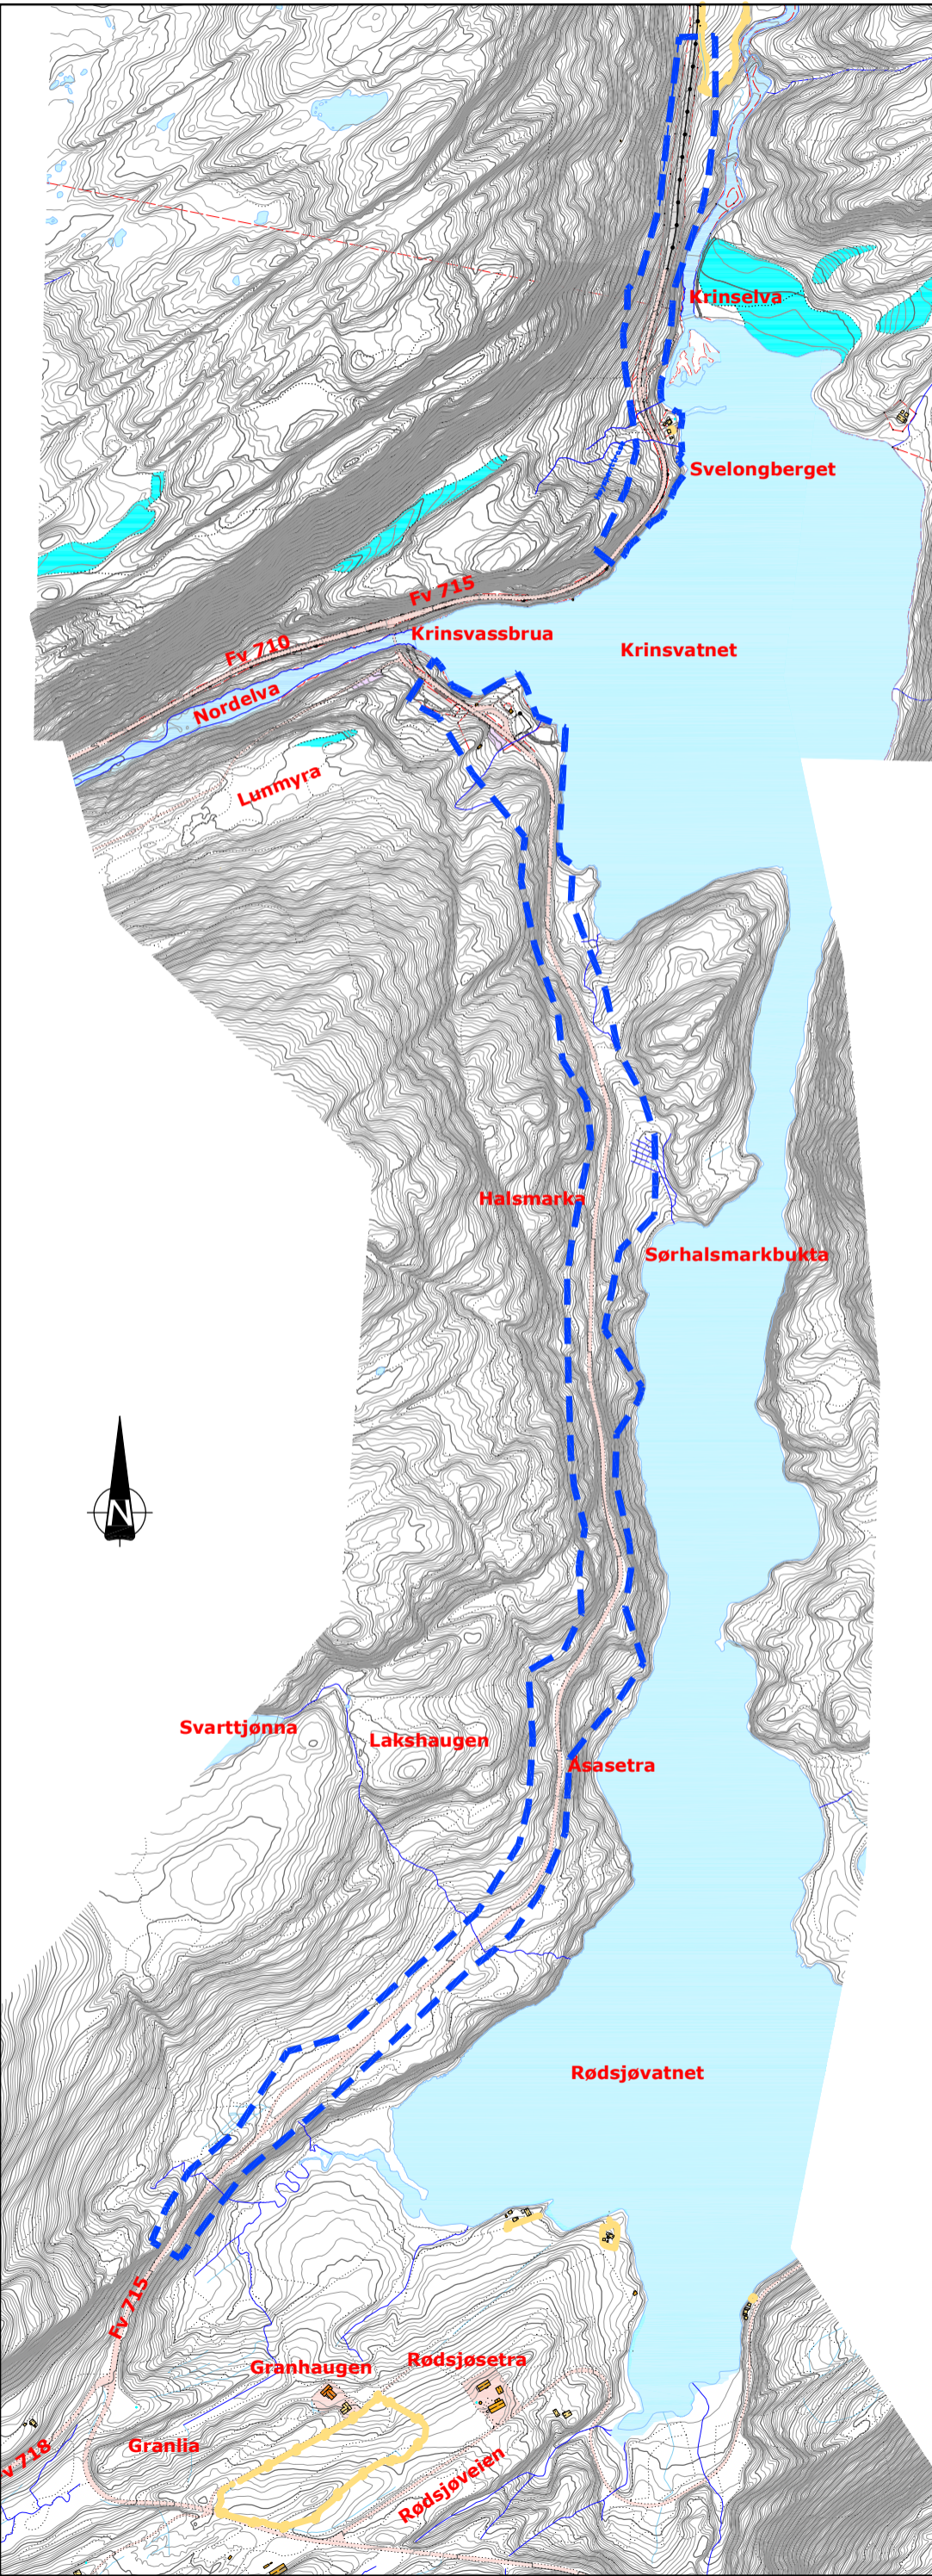 Krinselva
Svelongberget
Fv 715
Krinsvassbrua
Fv 710
Krinsvatnet
Nordelva
Lunmyra
Halsmarka
Sørhalsmarkbukta
N
Svarttjønna
Lakshaugen
Åsasetra
Rødsjøvatnet
Fv 715
Granhaugen
Rødsjøsetra
Granlia
v 718
Rødsjøveien